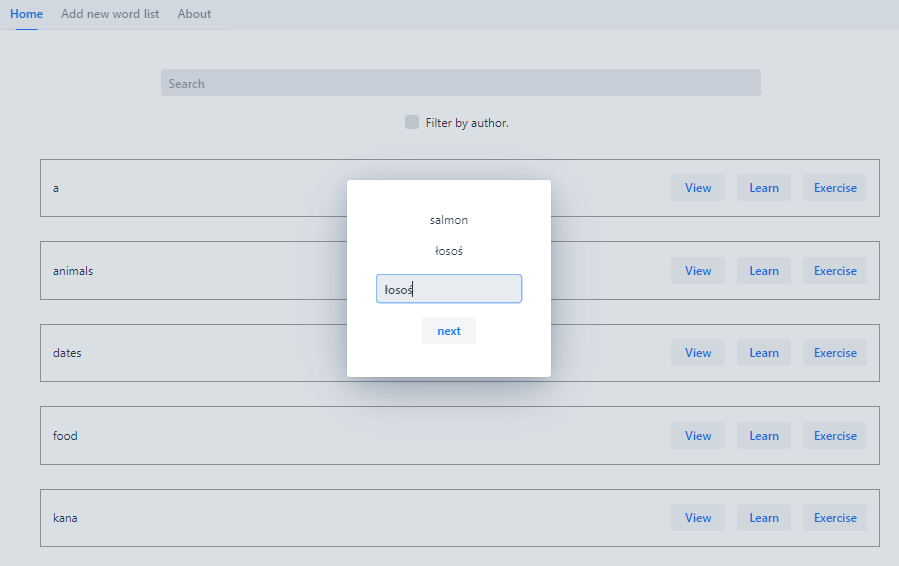 Home Add new word list About
Search
Filter by author.
a View Learn Exercise
salmon
łosoś
łosoś
next
animals View Learn Exercise
dates View Learn Exercise
food View Learn Exercise
kana View Learn Exercise